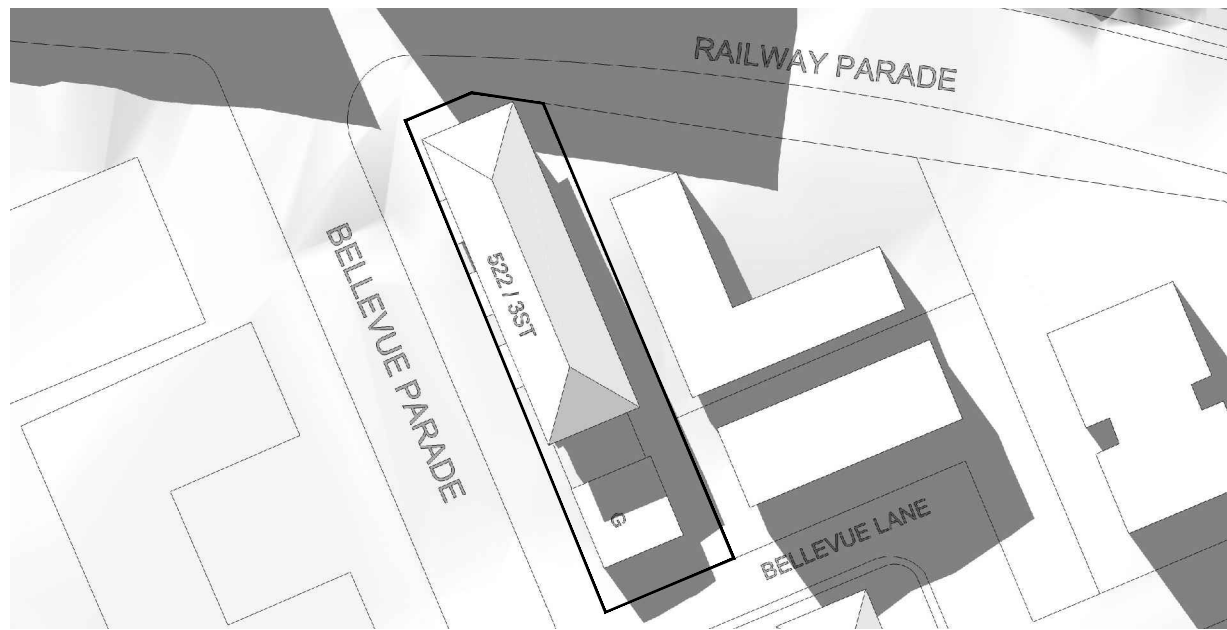 RAILWAY PARADE
BELLEVUE PARADE
522 / 3ST
G
BELLEVUE LANE